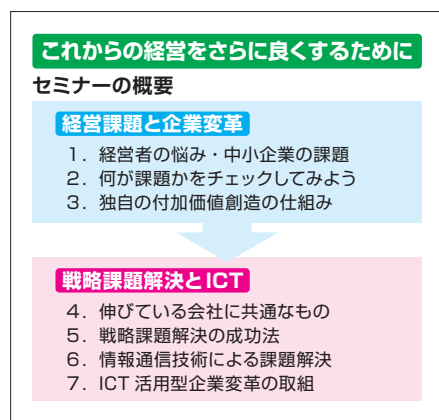 これからの経営をさらに良くするために
セミナーの概要
経営課題と企業変革
1．経営者の悩み・中小企業の課題
2．何が課題かをチェックしてみよう
3．独自の付加価値創造の仕組み
戦略課題解決とICT
4．伸びている会社に共通なもの
5．戦略課題解決の成功法
6．情報通信技術による課題解決
7．ICT 活用型企業変革の取組